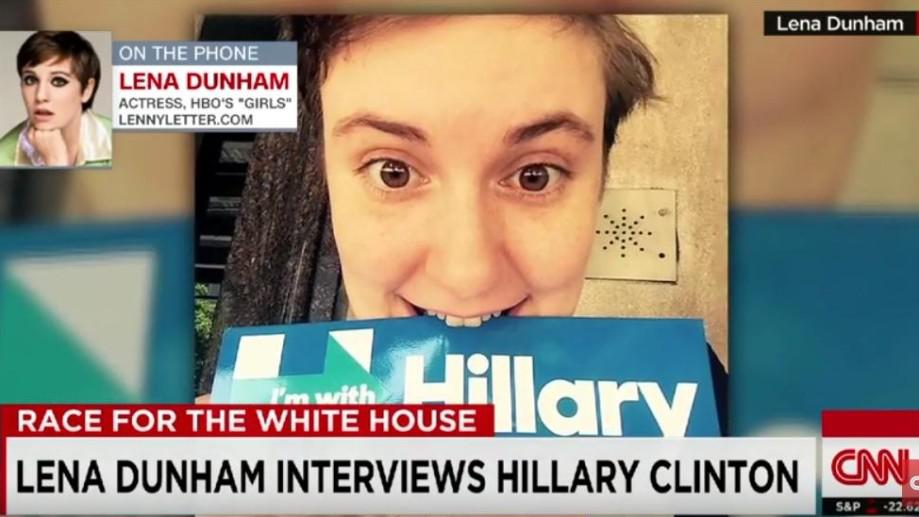 Lena Dunham
ON THE PHONE
LENA DUNHAM
ACTRESS, HBO'S "GIRLS"
LENNYLETTER.COM
I'm with
Hillary
RACE FOR THE WHITE HOUSE
LENA DUNHAM INTERVIEWS HILLARY CLINTON
CNN
S&P